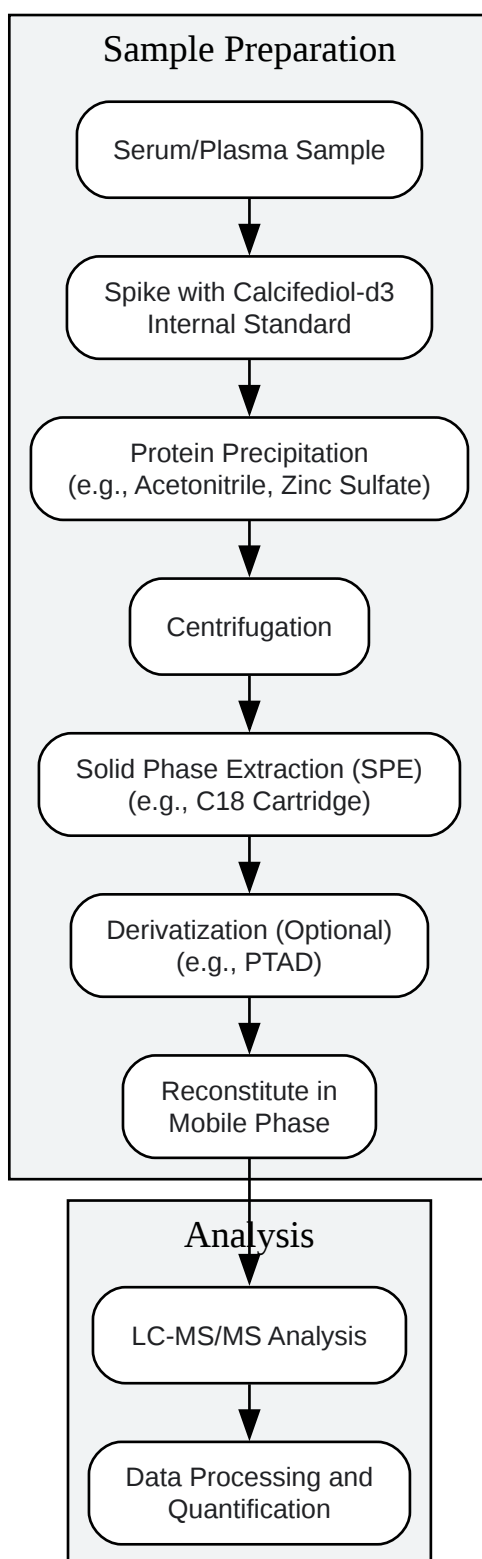 Sample Preparation
Serum/Plasma Sample
Spike with Calcifediol-d3
Internal Standard
Protein Precipitation
(e.g., Acetonitrile, Zinc Sulfate)
Centrifugation
Solid Phase Extraction (SPE)
(e.g., C18 Cartridge)
Derivatization (Optional)
(e.g., PTAD)
Reconstitute in
Mobile Phase
Analysis
LC-MS/MS Analysis
Data Processing and
Quantification